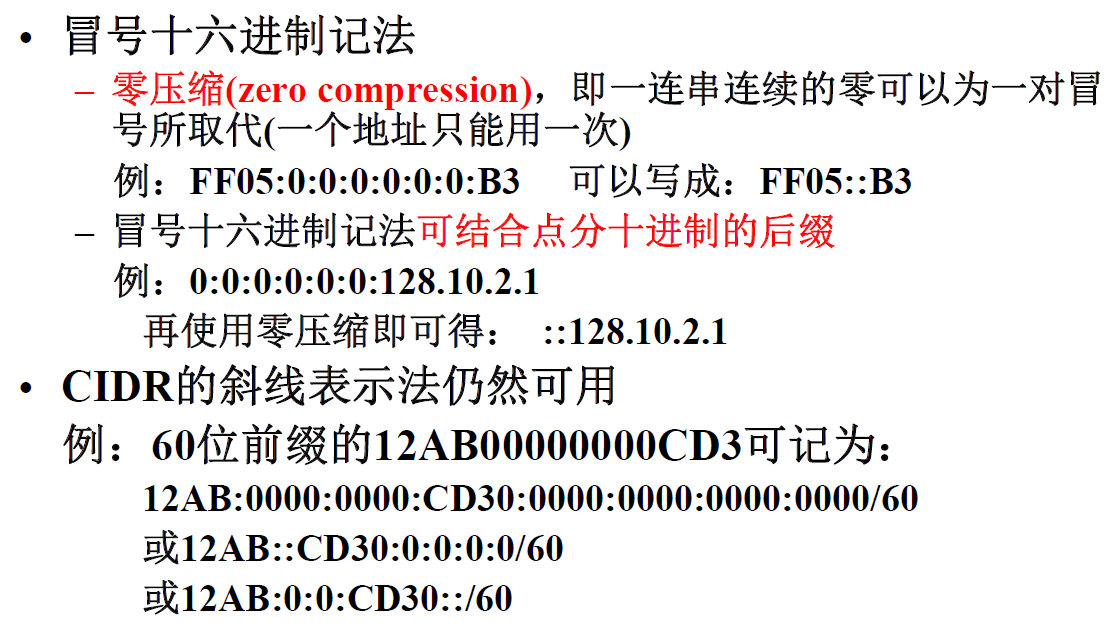 • 冒号十六进制记法
– 零压缩(zero compression)，即一连串连续的零可以为一对冒
号所取代(一个地址只能用一次)
例：FF05:0:0:0:0:0:0:B3 可以写成：FF05::B3
– 冒号十六进制记法可结合点分十进制的后缀
例：0:0:0:0:0:0:128.10.2.1
再使用零压缩即可得： ::128.10.2.1
• CIDR的斜线表示法仍然可用
例：60位前缀的12AB00000000CD3可记为：
12AB:0000:0000:CD30:0000:0000:0000:0000/60
或12AB::CD30:0:0:0:0/60
或12AB:0:0:CD30::/60